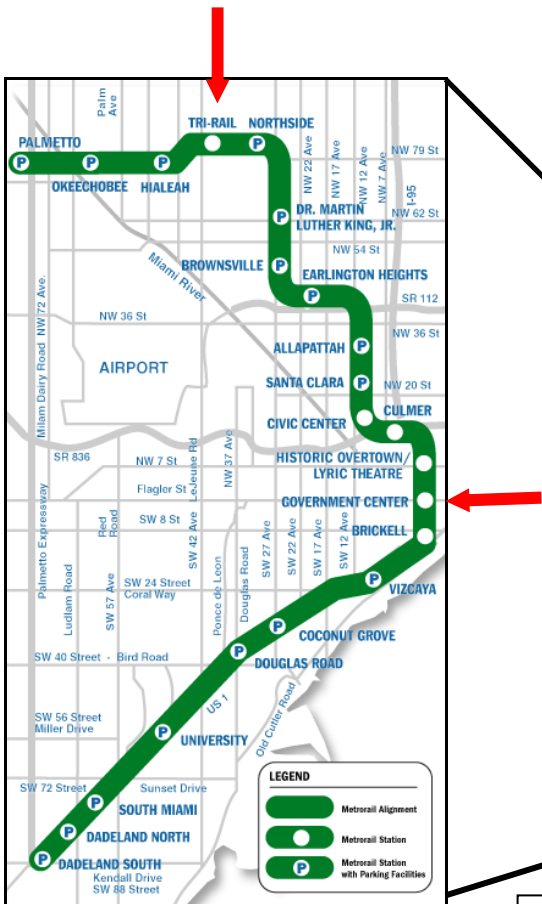 Palm
Ave
TRI-RAIL
NORTHSIDE
PALMETTO
P
P
P
P
OKEECHOBEE
HIALEAH
NW 22 Ave
NW 17 Ave
NW 12 Ave
NW 7 Ave
I-95
NW 79 St
P
DR. MARTIN
LUTHER KING, JR.
NW 62 St
NW 54 St
Miami River
BROWNSVILLE
P
EARLINGTON HEIGHTS
P
SR 112
NW 72 Ave.
Milam Dairy Road
NW 36 St
NW 36 St
ALLAPATTAH
P
AIRPORT
SANTA CLARA
P
NW 20 St
CIVIC CENTER
CULMER
SR 836
NW 7 St
LeJeune Rd
NW 37 Ave
HISTORIC OVERTOWN/
LYRIC THEATRE
Flagler St
GOVERNMENT CENTER
Palmetto Expressway
Red
Road
SW 8 St
SW 42 Ave
SW 27 Ave
SW 22 Ave
SW 17 Ave
SW 12 Ave
BRICKELL
Ludlam Road
SW 57 Ave
SW 24 Street
Coral Way
Ponce de Leon
Douglas Road
P
VIZCAYA
P
COCONUT GROVE
P
DOUGLAS ROAD
SW 40 Street - Bird Road
US 1
Old Cutler Road
SW 56 Street
Miller Drive
P
UNIVERSITY
SW 72 Street
Sunset Drive
P
SOUTH MIAMI
P
DADELAND NORTH
P
DADELAND SOUTH
Kendall Drive
SW 88 Street
LEGEND
Metrorail Alignment
Metrorail Station
P
Metrorail Station
with Parking Facilities